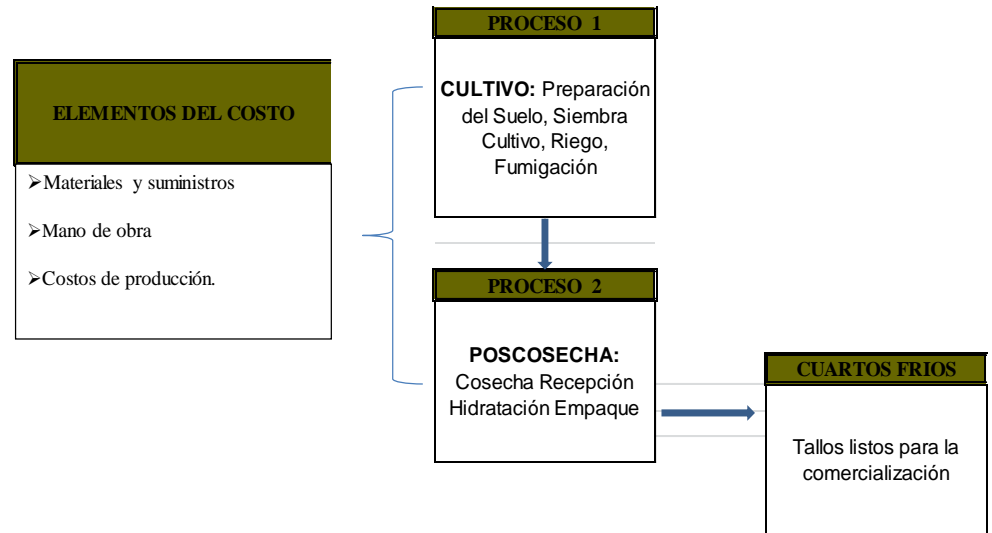 ELEMENTOS DEL COSTO
➢Materiales y suministros
➢Mano de obra
➢Costos de producción.
PROCESO 1
CULTIVO: Preparación
del Suelo, Siembra
Cultivo, Riego,
Fumigación
PROCESO 2
POSCOSECHA:
Cosecha Recepción
Hidratación Empaque
CUARTOS FRIOS
Tallos listos para la
comercialización